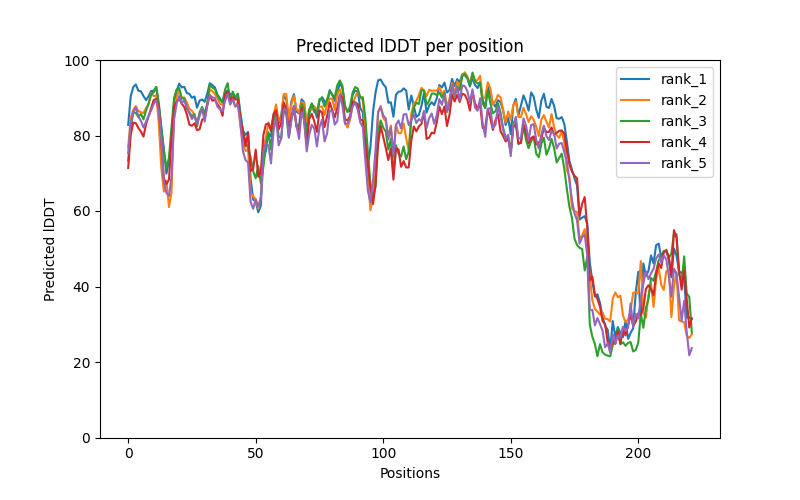 Predicted lDDT per position
100
80
60
40
20
0
Predicted lDDT
0 50 100 150 200
Positions
rank_1
rank_2
rank_3
rank_4
rank_5